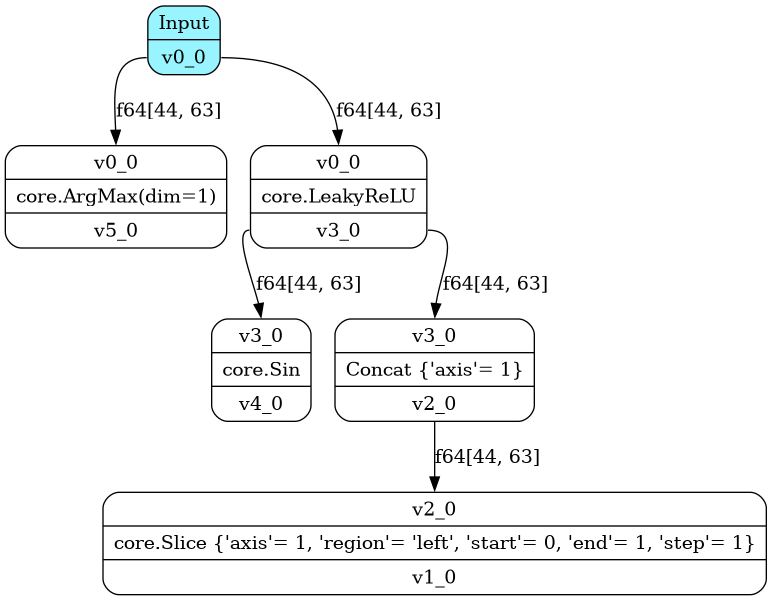 Input
v0_0
f64[44, 63]
f64[44, 63]
v0_0
core.ArgMax(dim=1)
v5_0
v0_0
core.LeakyReLU
v3_0
f64[44, 63]
f64[44, 63]
v3_0
core.Sin
v4_0
v3_0
Concat {'axis'= 1}
v2_0
f64[44, 63]
v2_0
core.Slice {'axis'= 1, 'region'= 'left', 'start'= 0, 'end'= 1, 'step'= 1}
v1_0